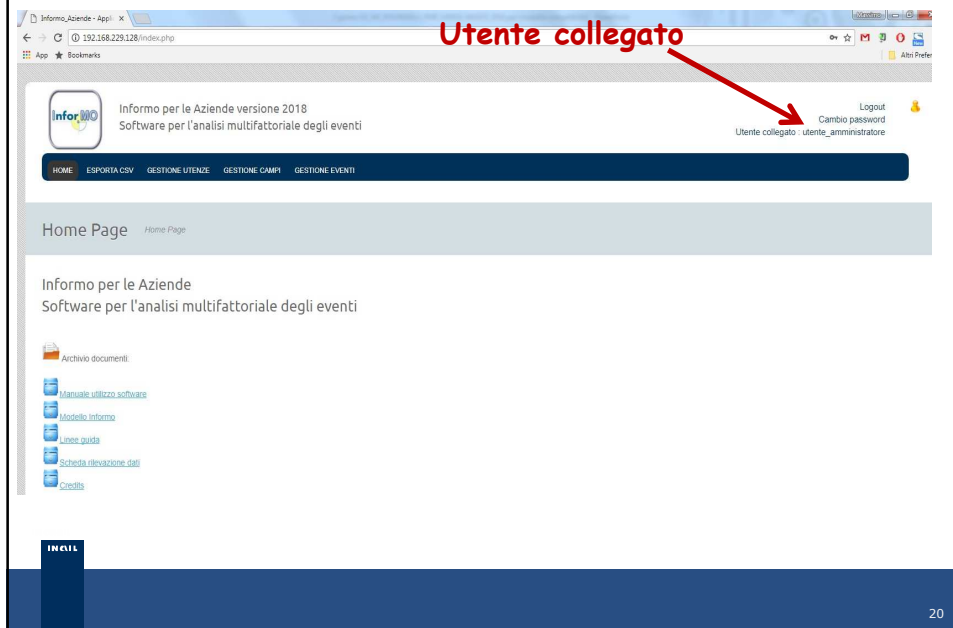 Informo_Aziende - Appli
Massimo
192.168.229.128/index.php
App Bookmarks
Altri Prefer
Utente collegato
InforMO
Informo per le Aziende versione 2018
Software per l'analisi multifattoriale degli eventi
Logout
Cambio password
Utente collegato : utente_amministratore
HOME ESPORTA CSV GESTIONE UTENZE GESTIONE CAMPI GESTIONE EVENTI
Home Page Home Page
Informo per le Aziende
Software per l'analisi multifattoriale degli eventi
Archivio documenti
Manuale utilizzo software
Modello Informo
Linee guida
Scheda rilevazione dati
Credits
INAIL
20